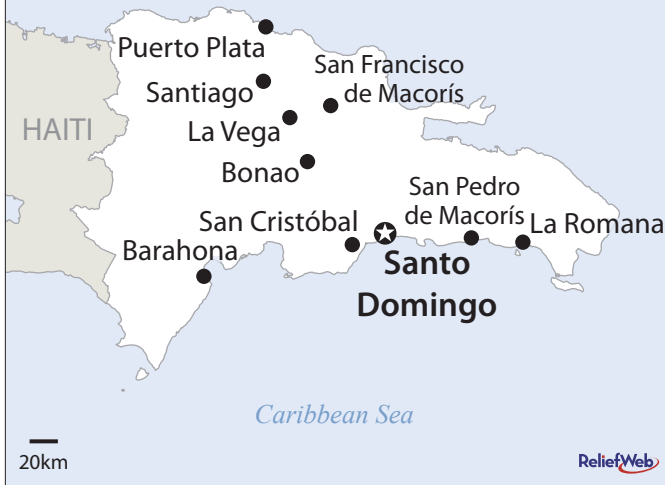 Puerto Plata
San Francisco
de Macorís
Santiago
HAITI
La Vega
Bonao
San Pedro
de Macorís
San Cristóbal
La Romana
Barahona
Santo
Domingo
Caribbean Sea
20km
ReliefWeb